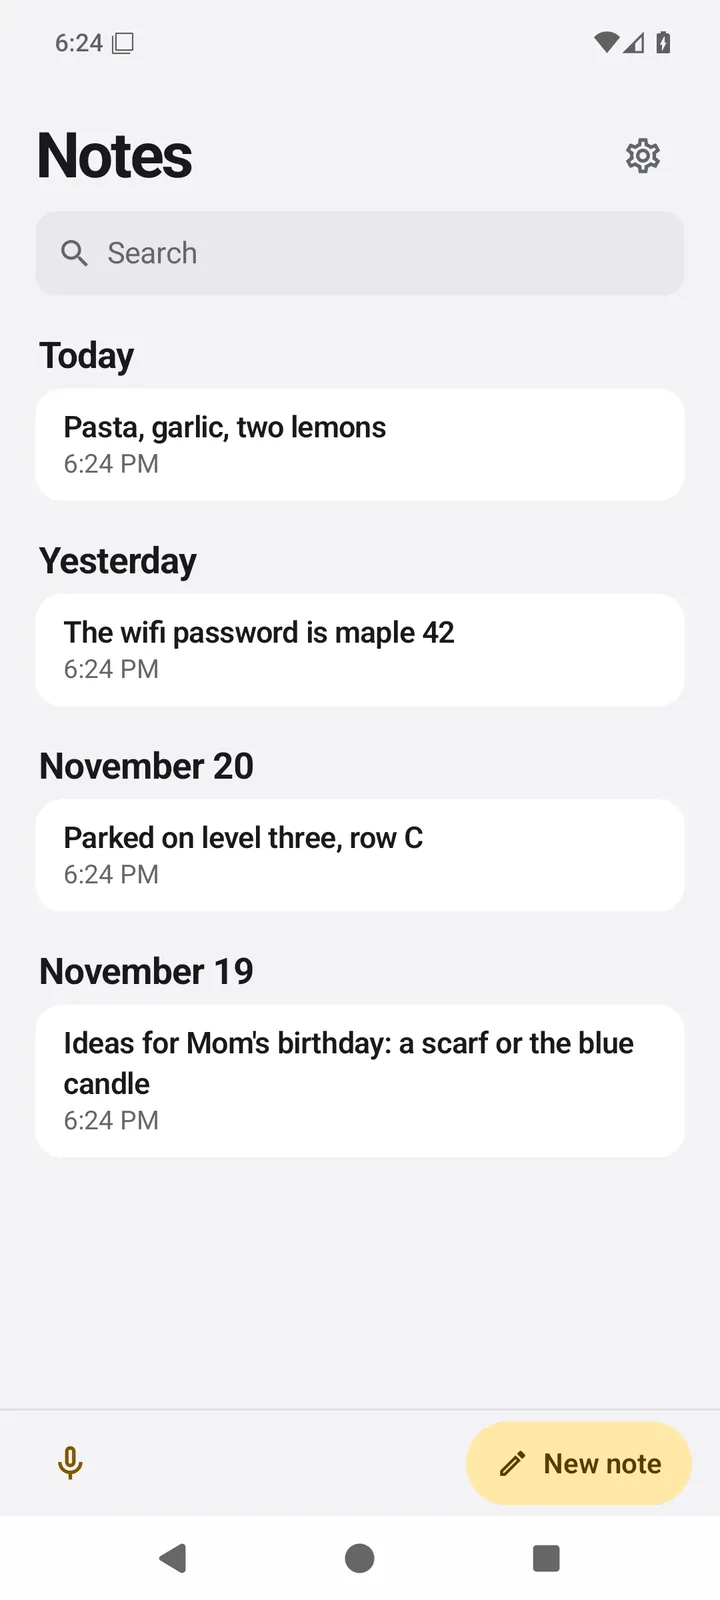 6:24
Notes
Search
Today
Pasta, garlic, two lemons
6:24 PM
Yesterday
The wifi password is maple 42
6:24 PM
November 20
Parked on level three, row C
6:24 PM
November 19
Ideas for Mom's birthday: a scarf or the blue
candle
6:24 PM
New note